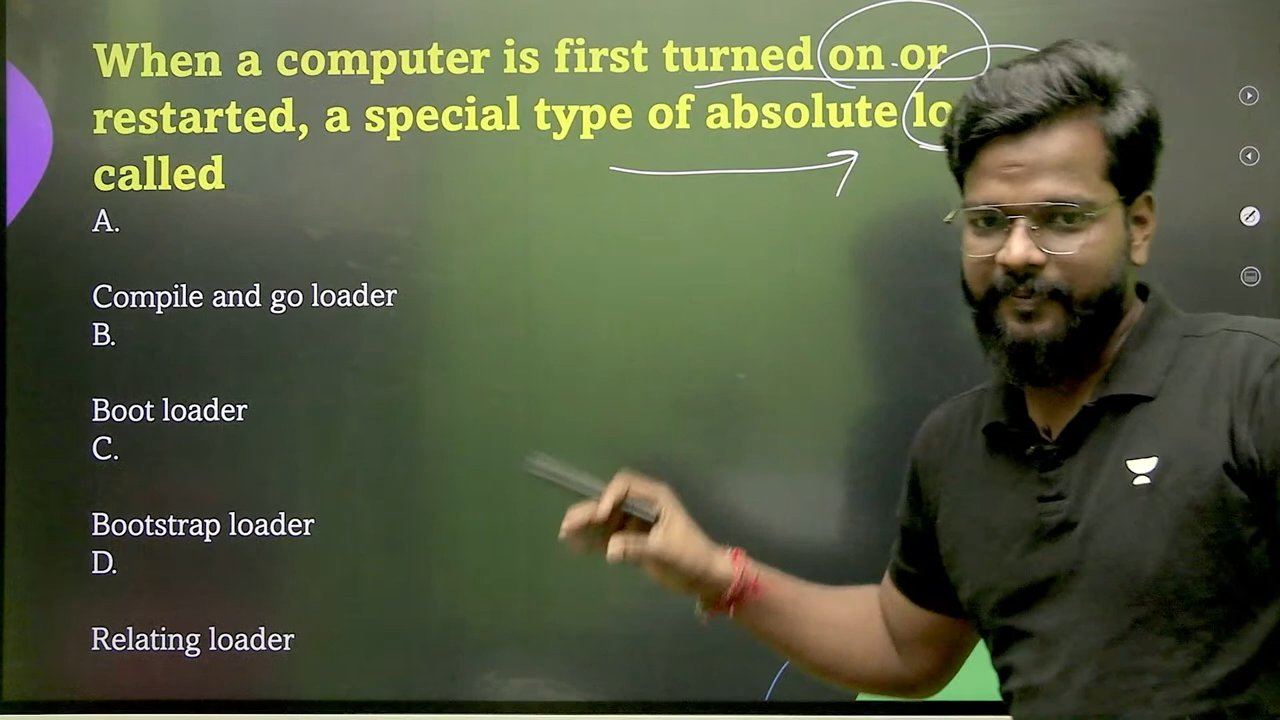 When a computer is first turned on or
restarted, a special type of absolute
called
A.
Compile and go loader
B.
Boot loader
C.
Bootstrap loader
D.
Relating loader